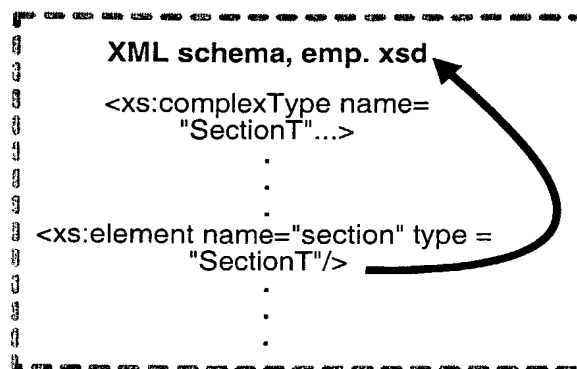 XML schema, emp. xsd
<xs:complexType name=
"SectionT"...>
.
.
.
<xs:element name="section" type =
"SectionT"/>
.
.
.